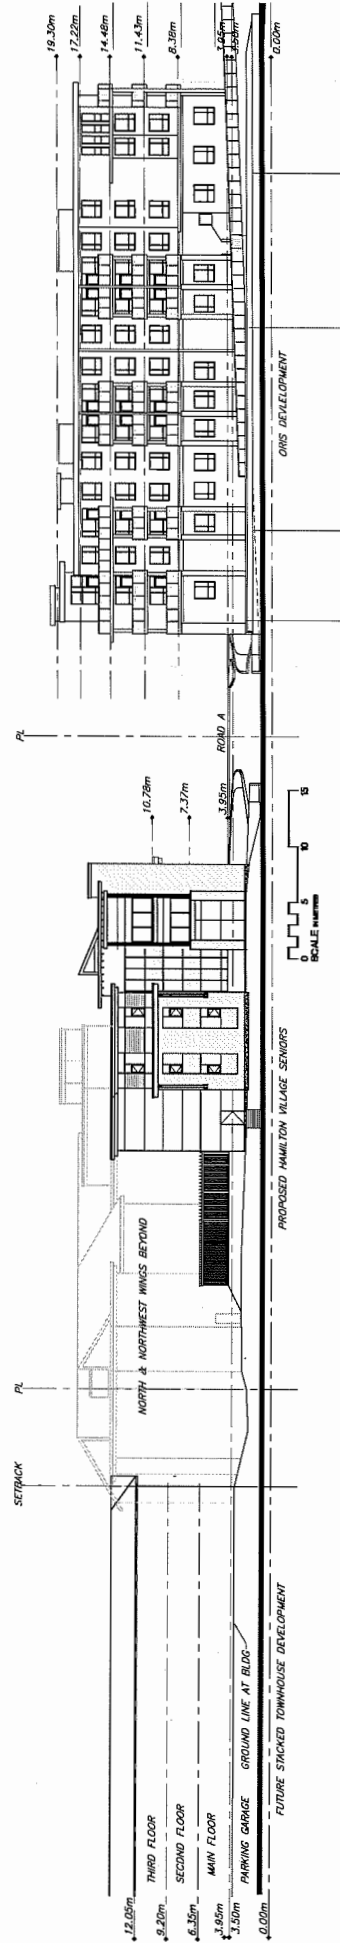 SETBACK
PL
PL
12.05m
9.20m
6.35m
3.95m
3.50m
0.00m
THIRD FLOOR
SECOND FLOOR
MAIN FLOOR
PARKING GARAGE
GROUND LINE AT BLDG
FUTURE STACKED TOWNHOUSE DEVELOPMENT
NORTH & NORTHWEST WINGS BEYOND
PROPOSED HAMILTON VILLAGE SENIORS
10.78m
7.37m
3.95m
0 5 10 15
SCALE IN METRES
ROAD A
ORIS DEVLELOPMENT
19.30m
17.22m
14.48m
11.43m
8.38m
3.95m
3.50m
0.00m